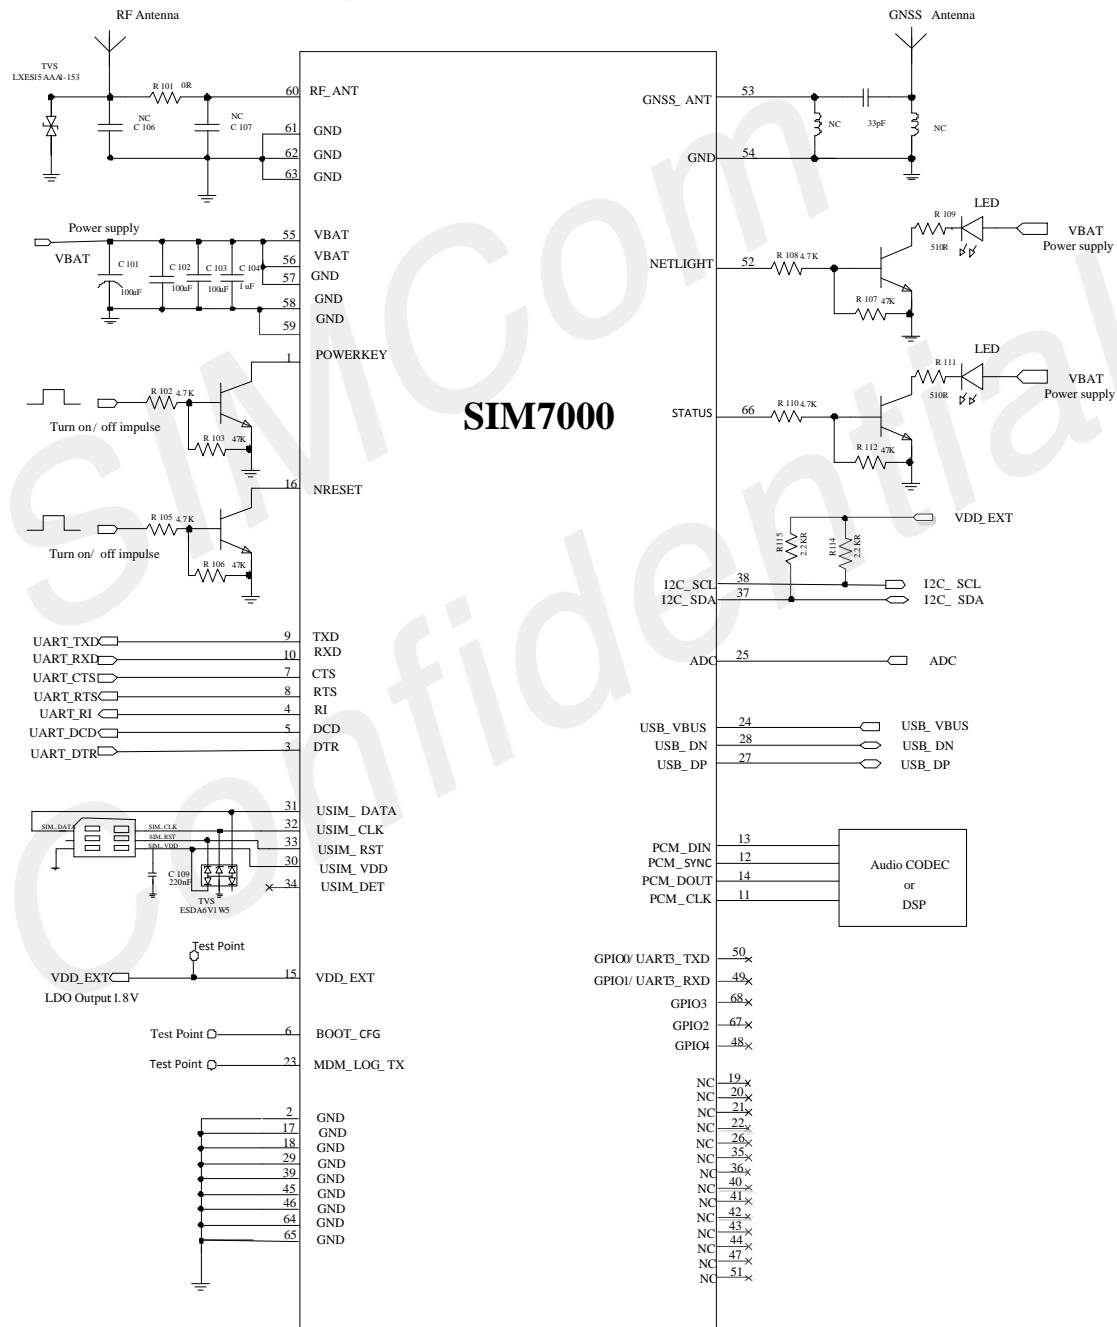 RF Antenna
TVS
LXES15AAA1-153
R 101 0R
NC
C 106
NC
C 107
60 RF_ANT
61 GND
62 GND
63 GND
Power supply
VBAT
C 101
100uF
C 102
100uF
C 103
100uF
C 104
1 uF
55 VBAT
56 VBAT
57 GND
58 GND
59 GND
1 POWERKEY
R 102 4.7K
Turn on / off impulse
R 103 47K
16 NRESET
R 105 4.7K
Turn on/ off impulse
R 106 47K
UART_TXD 9 TXD
UART_RXD 10 RXD
UART_CTS 7 CTS
UART_RTS 8 RTS
UART_RI 4 RI
UART_DCD 5 DCD
UART_DTR 3 DTR
31 USIM_ DATA
32 USIM_ CLK
33 USIM_ RST
30 USIM_ VDD
34 USIM_DET
SIM_DATA
SIM_CLK
SIM_RST
SIM_VDD
C 109
220nF
TVS
ESDA6V1W5
Test Point
VDD_EXT 15 VDD_EXT
LDO Output 1.8V
Test Point 6 BOOT_ CFG
Test Point 23 MDM_ LOG_ TX
2 GND
17 GND
18 GND
29 GND
39 GND
45 GND
46 GND
64 GND
65 GND
SIM7000
GNSS Antenna
GNSS_ ANT 53
33pF
NC
NC
GND 54
NETLIGHT 52
R 108 4.7K
R 107 47K
R 109
510R
LED
VBAT
Power supply
STATUS 66
R 110 4.7K
R 112 47K
R 111
510R
LED
VBAT
Power supply
VDD_EXT
R115
2.2KR
R114
2.2KR
I2C_ SCL 38 I2C_ SCL
I2C_ SDA 37 I2C_ SDA
ADC 25 ADC
USB_ VBUS 24 USB_ VBUS
USB_ DN 28 USB_ DN
USB_ DP 27 USB_ DP
PCM_DIN 13
PCM_SYNC 12
PCM_DOUT 14
PCM_CLK 11
Audio CODEC
or
DSP
GPIO0/ UART3_TXD 50
GPIO1/ UART3_RXD 49
GPIO3 68
GPIO2 67
GPIO4 48
NC 19
NC 20
NC 21
NC 22
NC 26
NC 35
NC 36
NC 40
NC 41
NC 42
NC 43
NC 44
NC 47
NC 51
SIMCom
Confidential